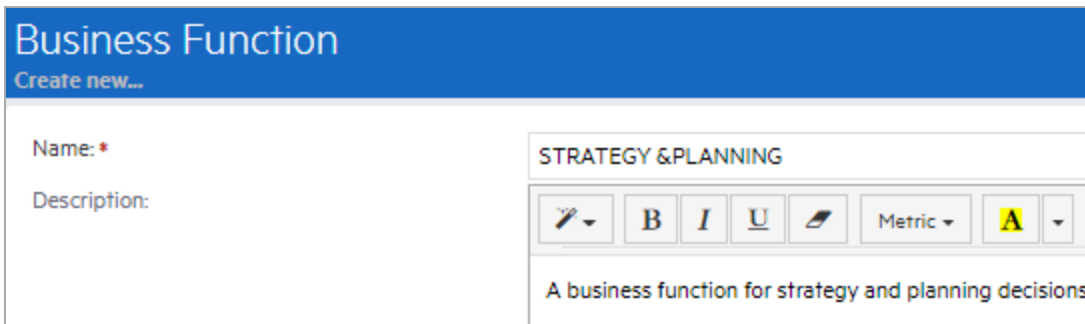 Business Function
Create new...
Name:*
STRATEGY &PLANNING
Description:
B I U Metric A
A business function for strategy and planning decisions